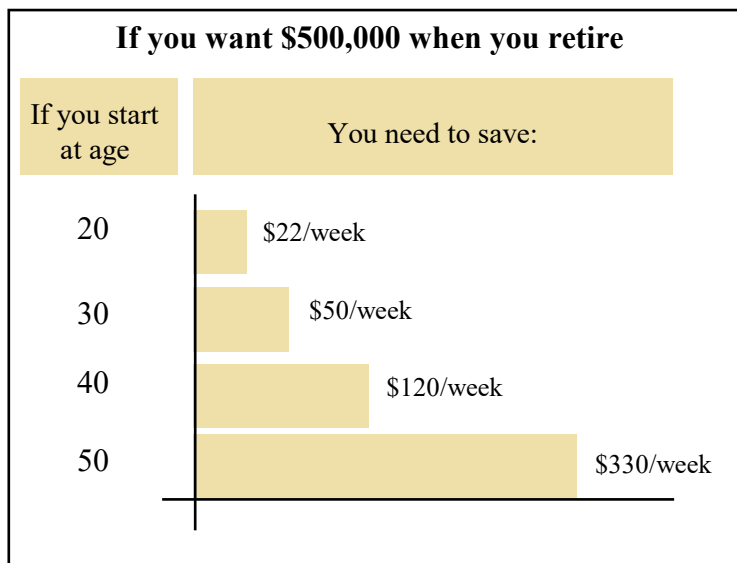 If you want $500,000 when you retire
If you start
at age
You need to save:
20
$22/week
30
$50/week
40
$120/week
50
$330/week